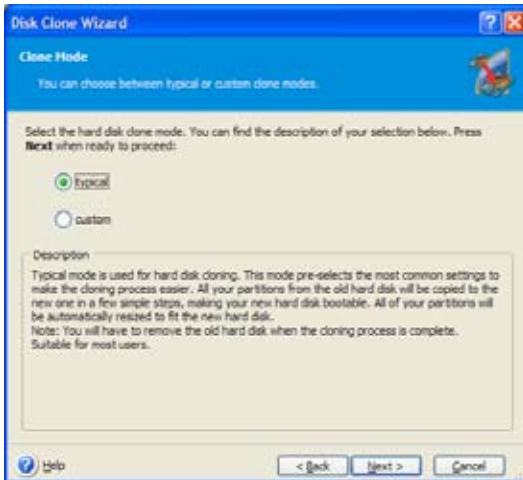 Disk Clone Wizard
Clone Mode
You can choose between typical or custom clone modes.
Select the hard disk clone mode. You can find the description of your selection below. Press
Next when ready to proceed:
typical
custom
Description
Typical mode is used for hard disk cloning. This mode pre-selects the most common settings to
make the cloning process easier. All your partitions from the old hard disk will be copied to the
new one in a few simple steps, making your new hard disk bootable. All of your partitions will
be automatically resized to fit the new hard disk.
Note: You will have to remove the old hard disk when the cloning process is complete.
Suitable for most users.
Help
< Back
Next >
Cancel